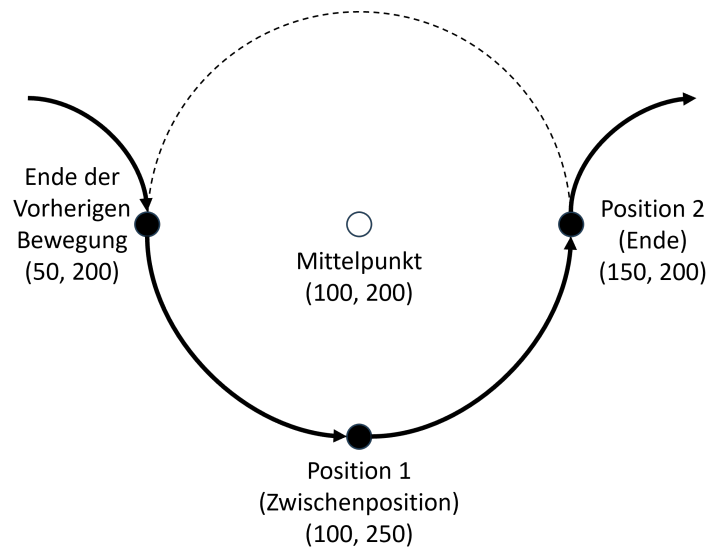 Ende der
Vorherigen
Bewegung
(50, 200)
Mittelpunkt
(100, 200)
Position 2
(Ende)
(150, 200)
Position 1
(Zwischenposition)
(100, 250)